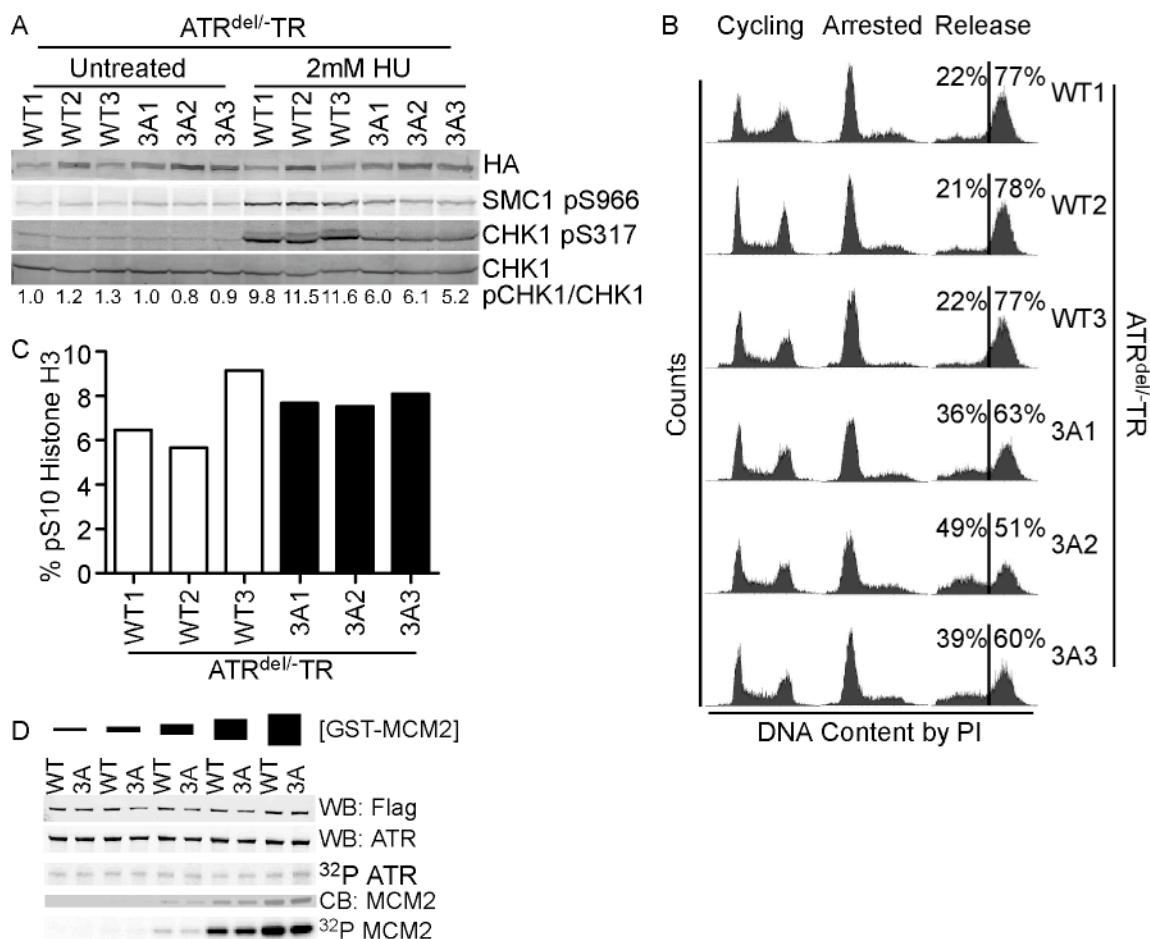 A
ATRdel/-TR
Untreated 2mM HU
WT1 WT2 WT3 3A1 3A2 3A3 WT1 WT2 WT3 3A1 3A2 3A3
HA
SMC1 pS966
CHK1 pS317
CHK1
1.0 1.2 1.3 1.0 0.8 0.9 9.8 11.5 11.6 6.0 6.1 5.2 pCHK1/CHK1
B
Cycling Arrested Release
22% 77% WT1
21% 78% WT2
22% 77% WT3
36% 63% 3A1
49% 51% 3A2
39% 60% 3A3
Counts
ATRdel/-TR
DNA Content by PI
C
% pS10 Histone H3
10
8
6
4
2
0
WT1 WT2 WT3 3A1 3A2 3A3
ATRdel/-TR
D
[GST-MCM2]
WT 3A WT 3A WT 3A WT 3A WT 3A
WB: Flag
WB: ATR
32P ATR
CB: MCM2
32P MCM2